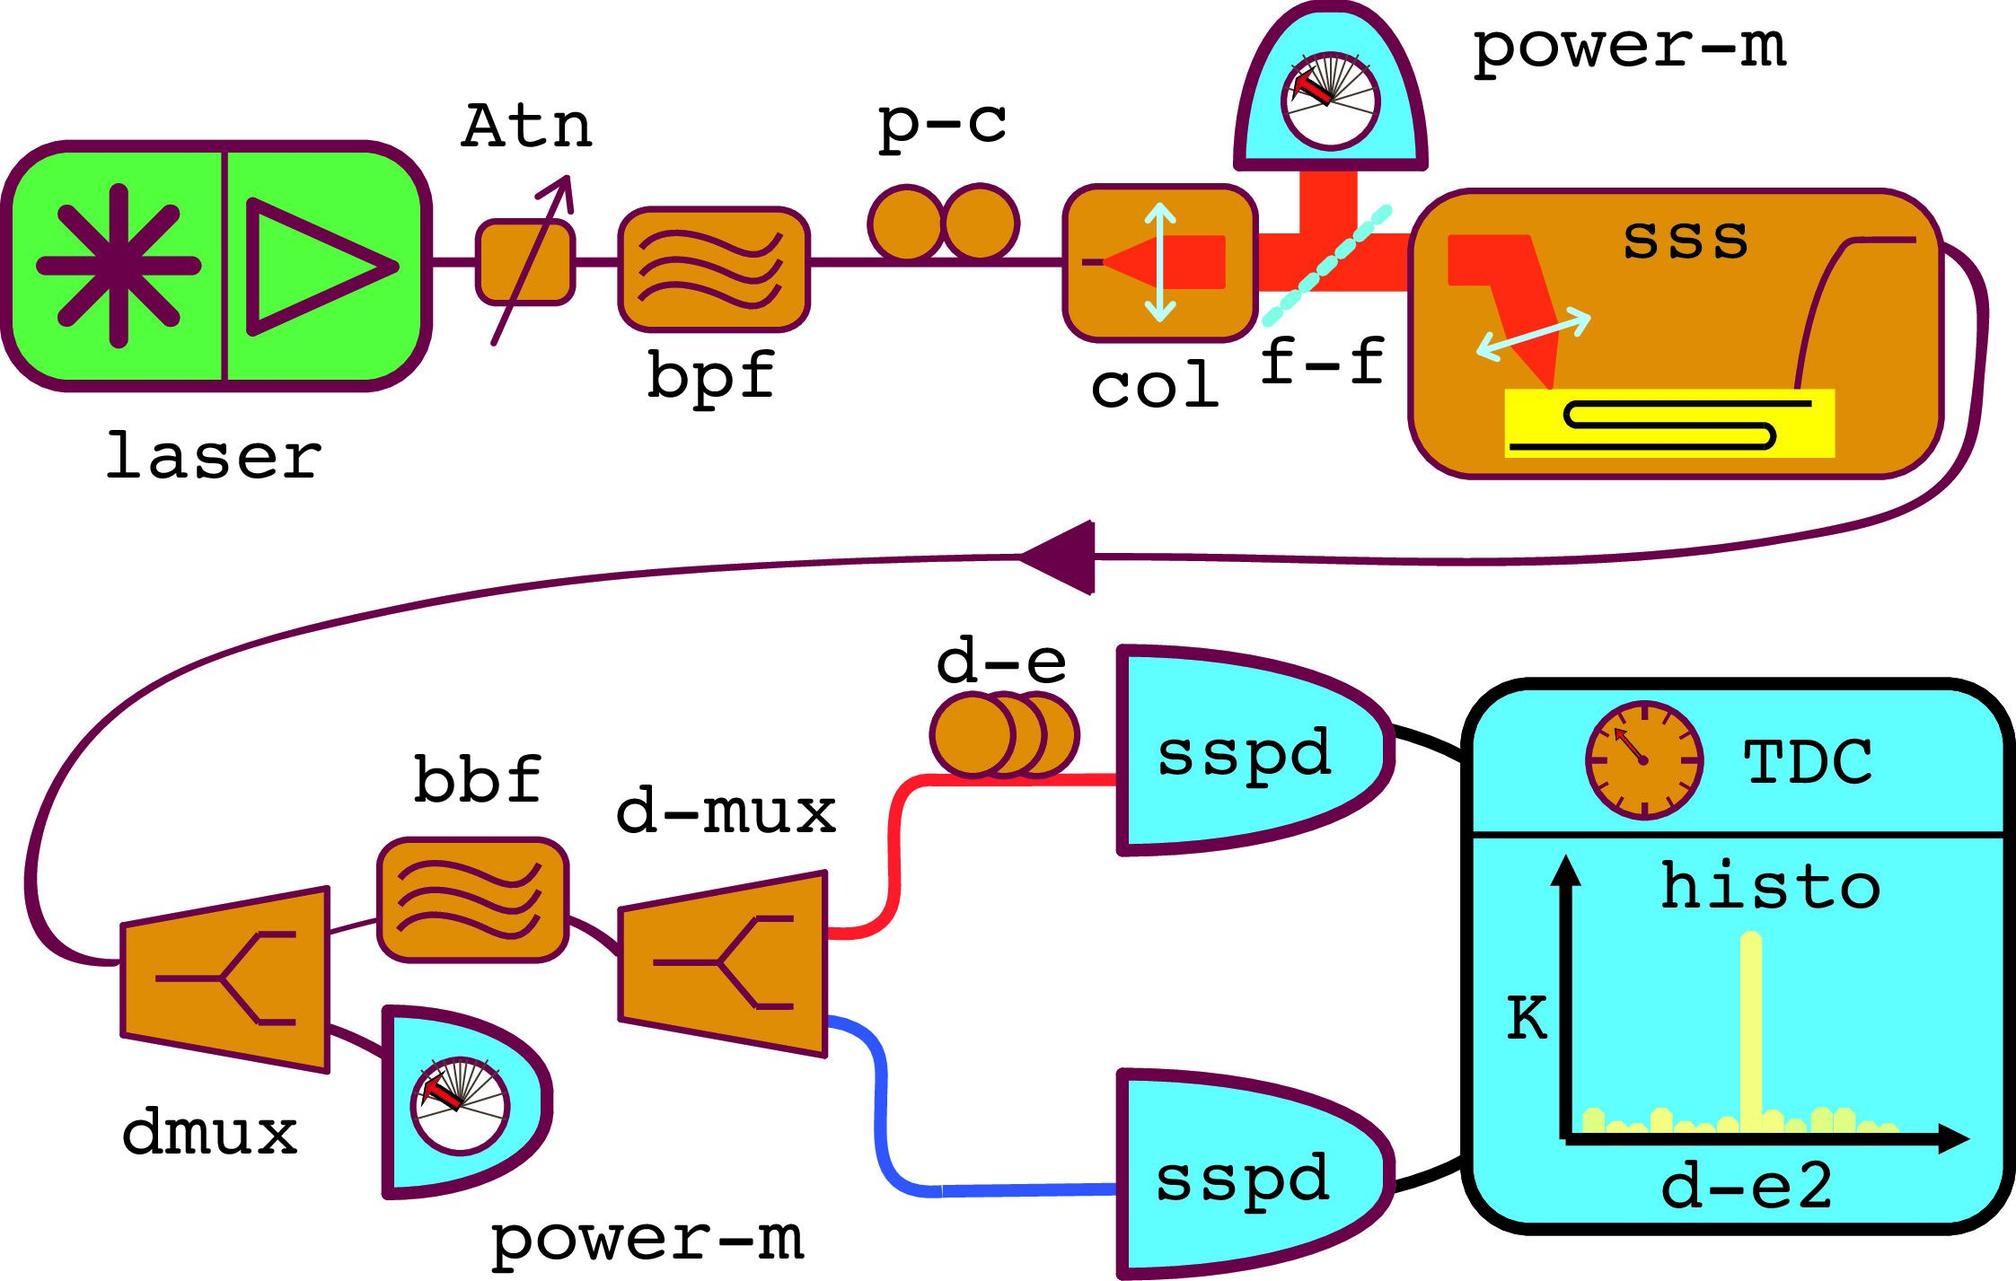 power-m
Atn
p-c
sss
bpf
col
f-f
laser
d-e
sspd
TDC
bbf
d-mux
histo
K
dmux
sspd
d-e2
power-m